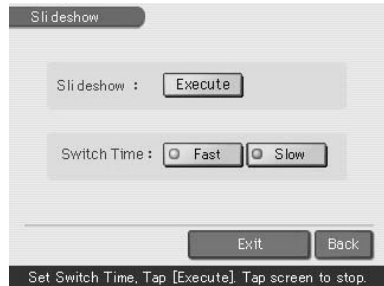 Slideshow
Slideshow : Execute
Switch Time : Fast Slow
Exit Back
Set Switch Time, Tap [Execute]. Tap screen to stop.